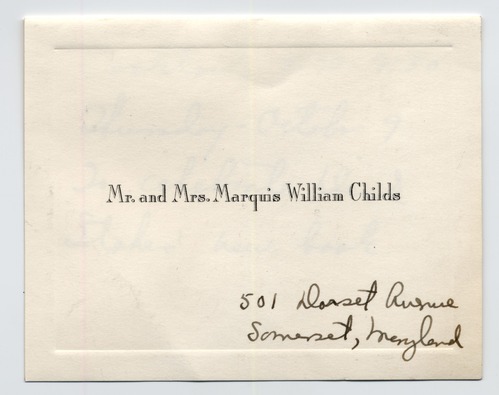 Mr. and Mrs. Marquis William Childs
501 Dorset Avenue
Somerset, Maryland